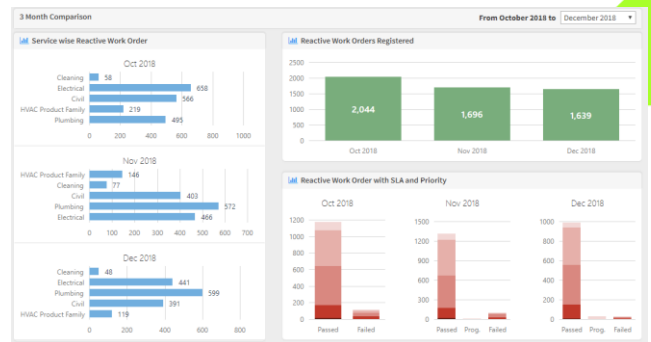 3 Month Comparison
From October 2018 to December 2018
Service wise Reactive Work Order
Oct 2018
Cleaning 58
Electrical 658
Civil 566
HVAC Product Family 219
Plumbing 495
0 200 400 600 800 1000
Nov 2018
HVAC Product Family 146
Cleaning 77
Civil 403
Plumbing 572
Electrical 466
0 100 200 300 400 500 600 700
Dec 2018
Cleaning 48
Electrical 441
Plumbing 599
Civil 391
HVAC Product Family 119
0 200 400 600 800
Reactive Work Orders Registered
2500
2000
1500
1000
500
0
2,044 1,696 1,639
Oct 2018 Nov 2018 Dec 2018
Reactive Work Order with SLA and Priority
Oct 2018
1200
1000
800
600
400
200
0
Passed Failed
Nov 2018
1500
1200
900
600
300
0
Passed Prog. Failed
Dec 2018
1000
800
600
400
200
0
Passed Prog. Failed